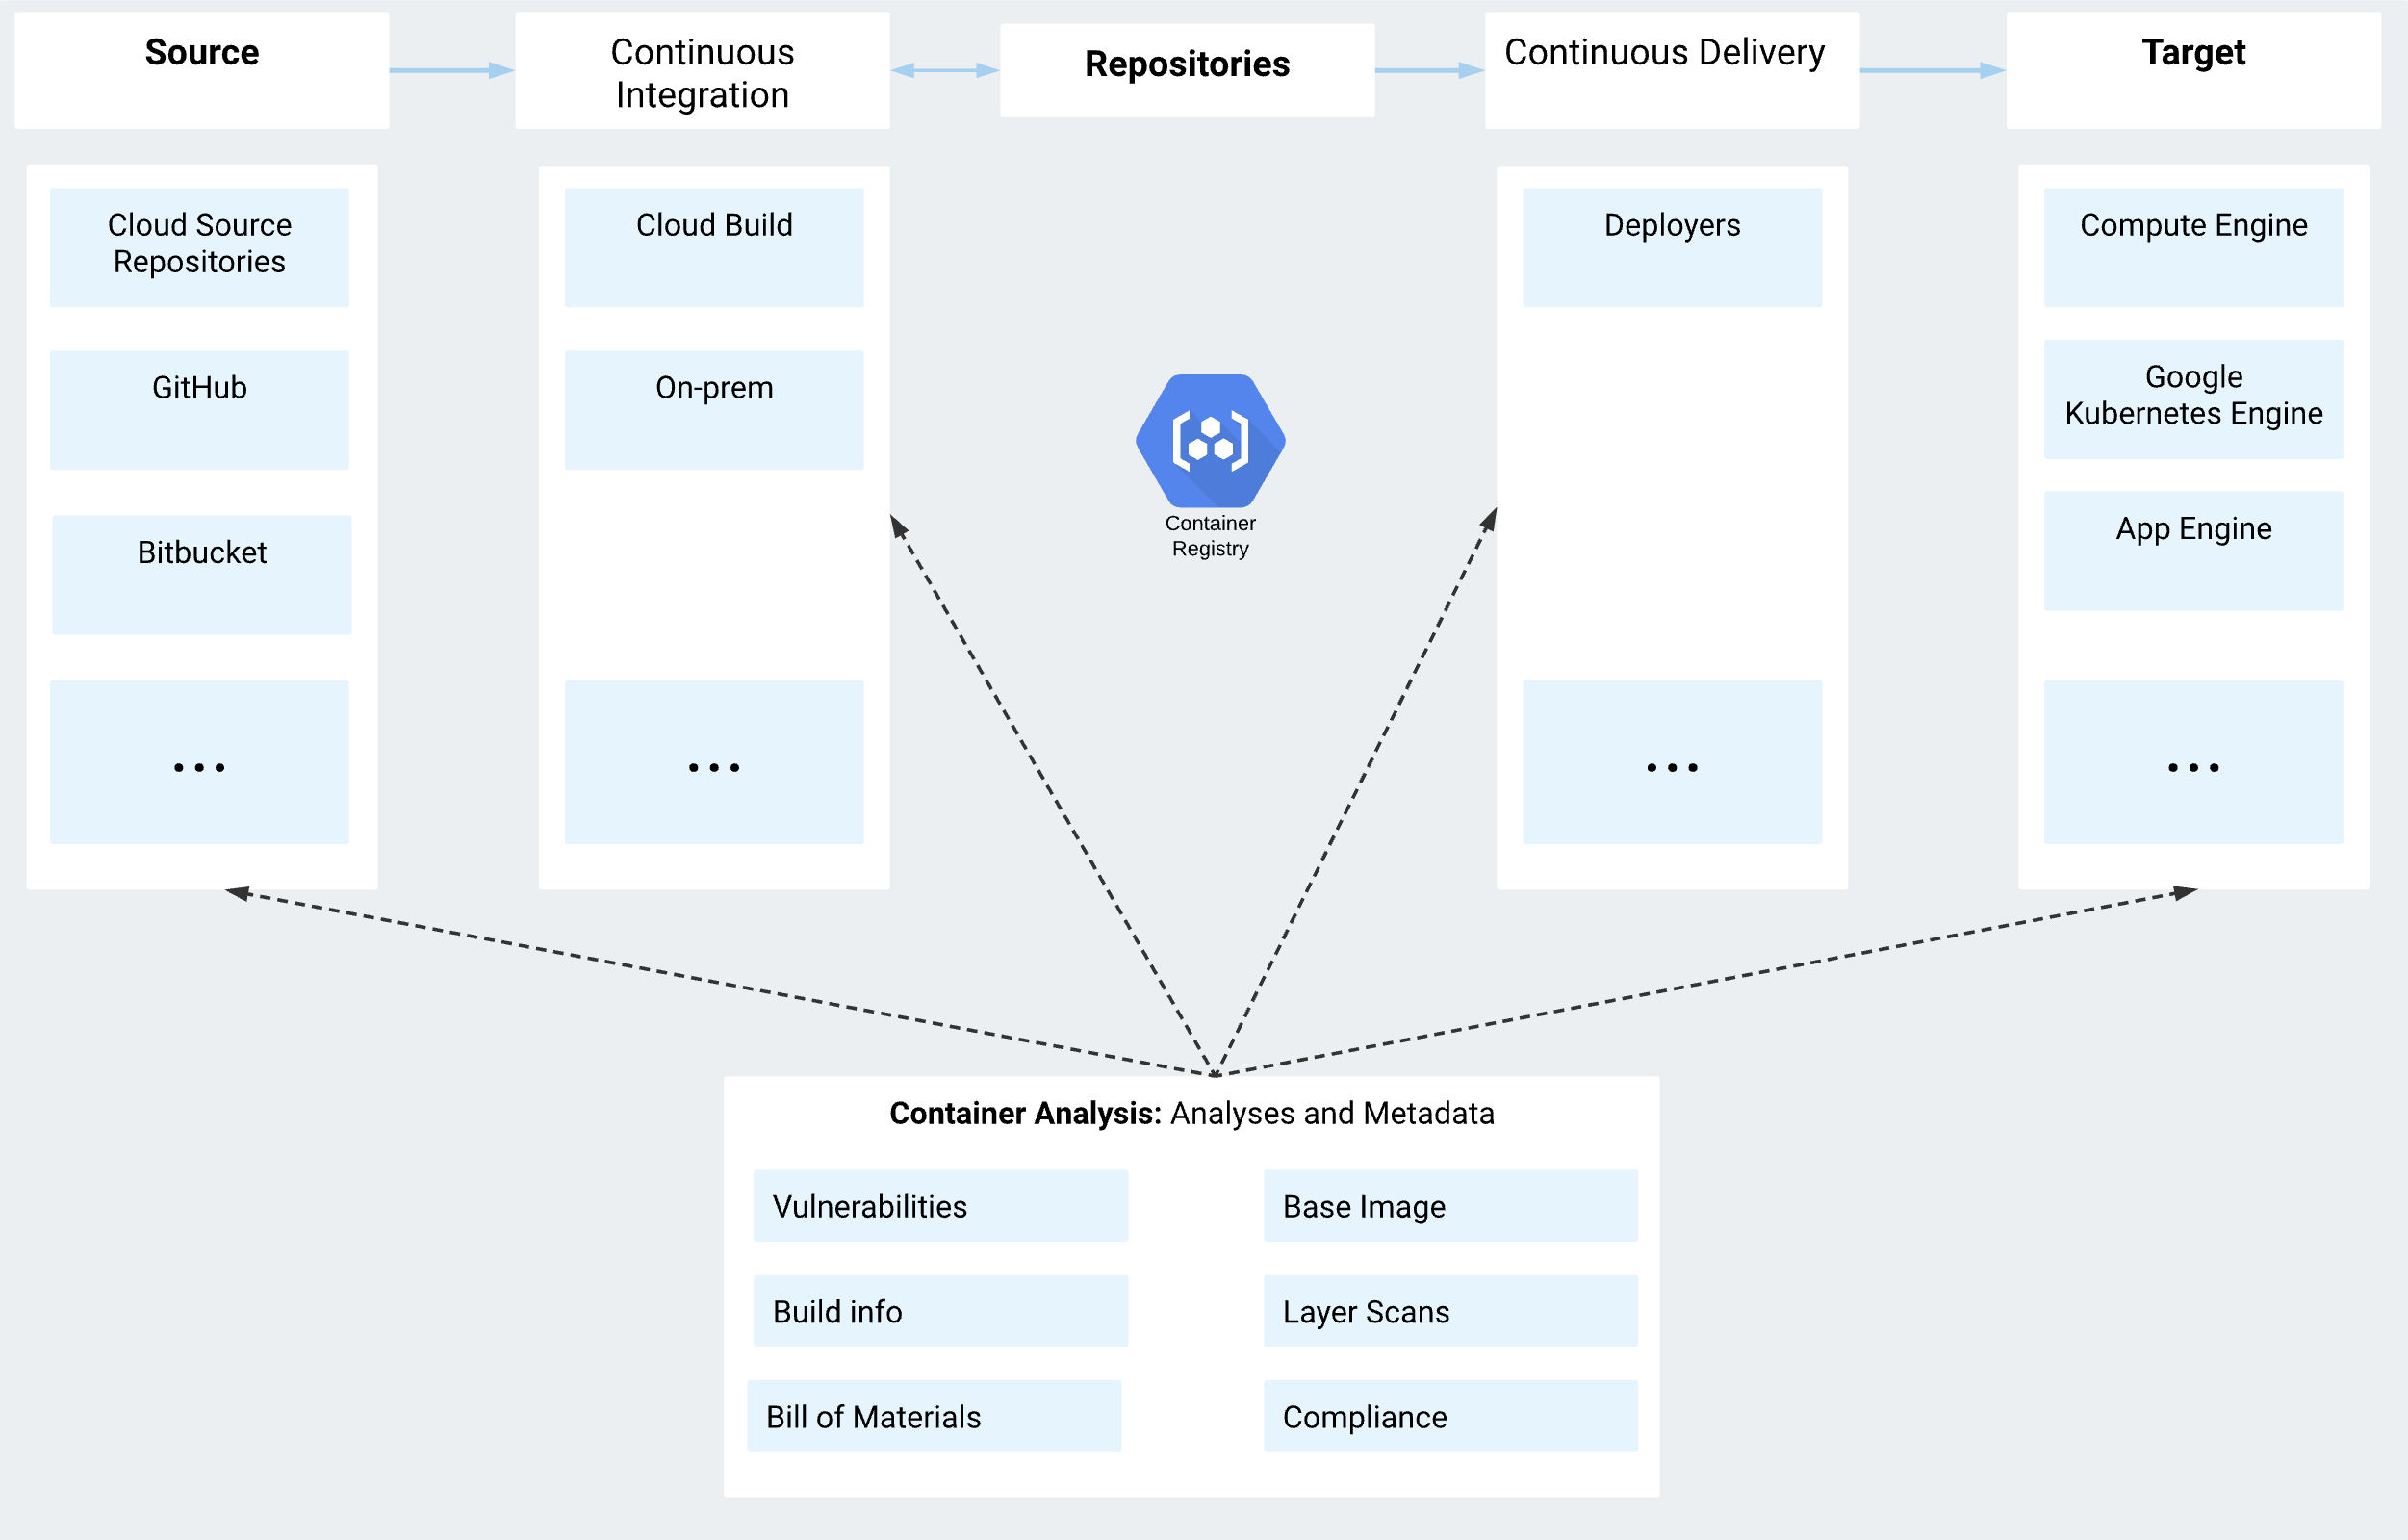 Source
Continuous
Integration
Repositories
Continuous Delivery
Target
Cloud Source
Repositories
GitHub
Bitbucket
...
Cloud Build
On-prem
...
Container
Registry
Deployers
...
Compute Engine
Google
Kubernetes Engine
App Engine
...
Container Analysis: Analyses and Metadata
Vulnerabilities
Base Image
Build info
Layer Scans
Bill of Materials
Compliance